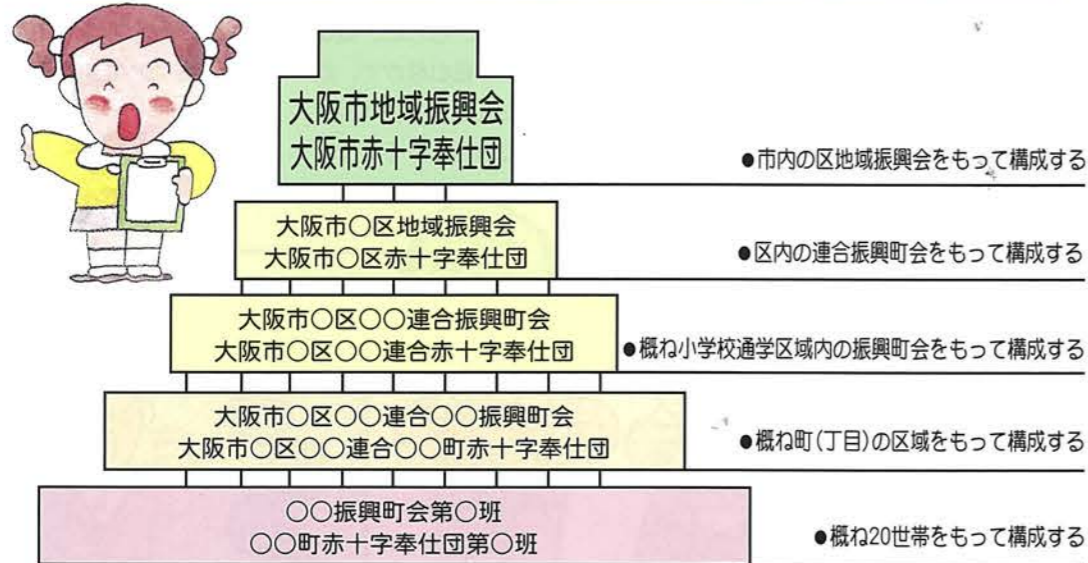 大阪市地域振興会
大阪市赤十字奉仕団
●市内の区地域振興会をもって構成する
大阪市○区地域振興会
大阪市○区赤十字奉仕団
●区内の連合振興町会をもって構成する
大阪市○区○○連合振興町会
大阪市○区○○連合赤十字奉仕団
●概ね小学校通学区域内の振興町会をもって構成する
大阪市○区○○連合○○振興町会
大阪市○区○○連合○○町赤十字奉仕団
●概ね町(丁目)の区域をもって構成する
○○振興町会第○班
○○町赤十字奉仕団第○班
●概ね20世帯をもって構成する